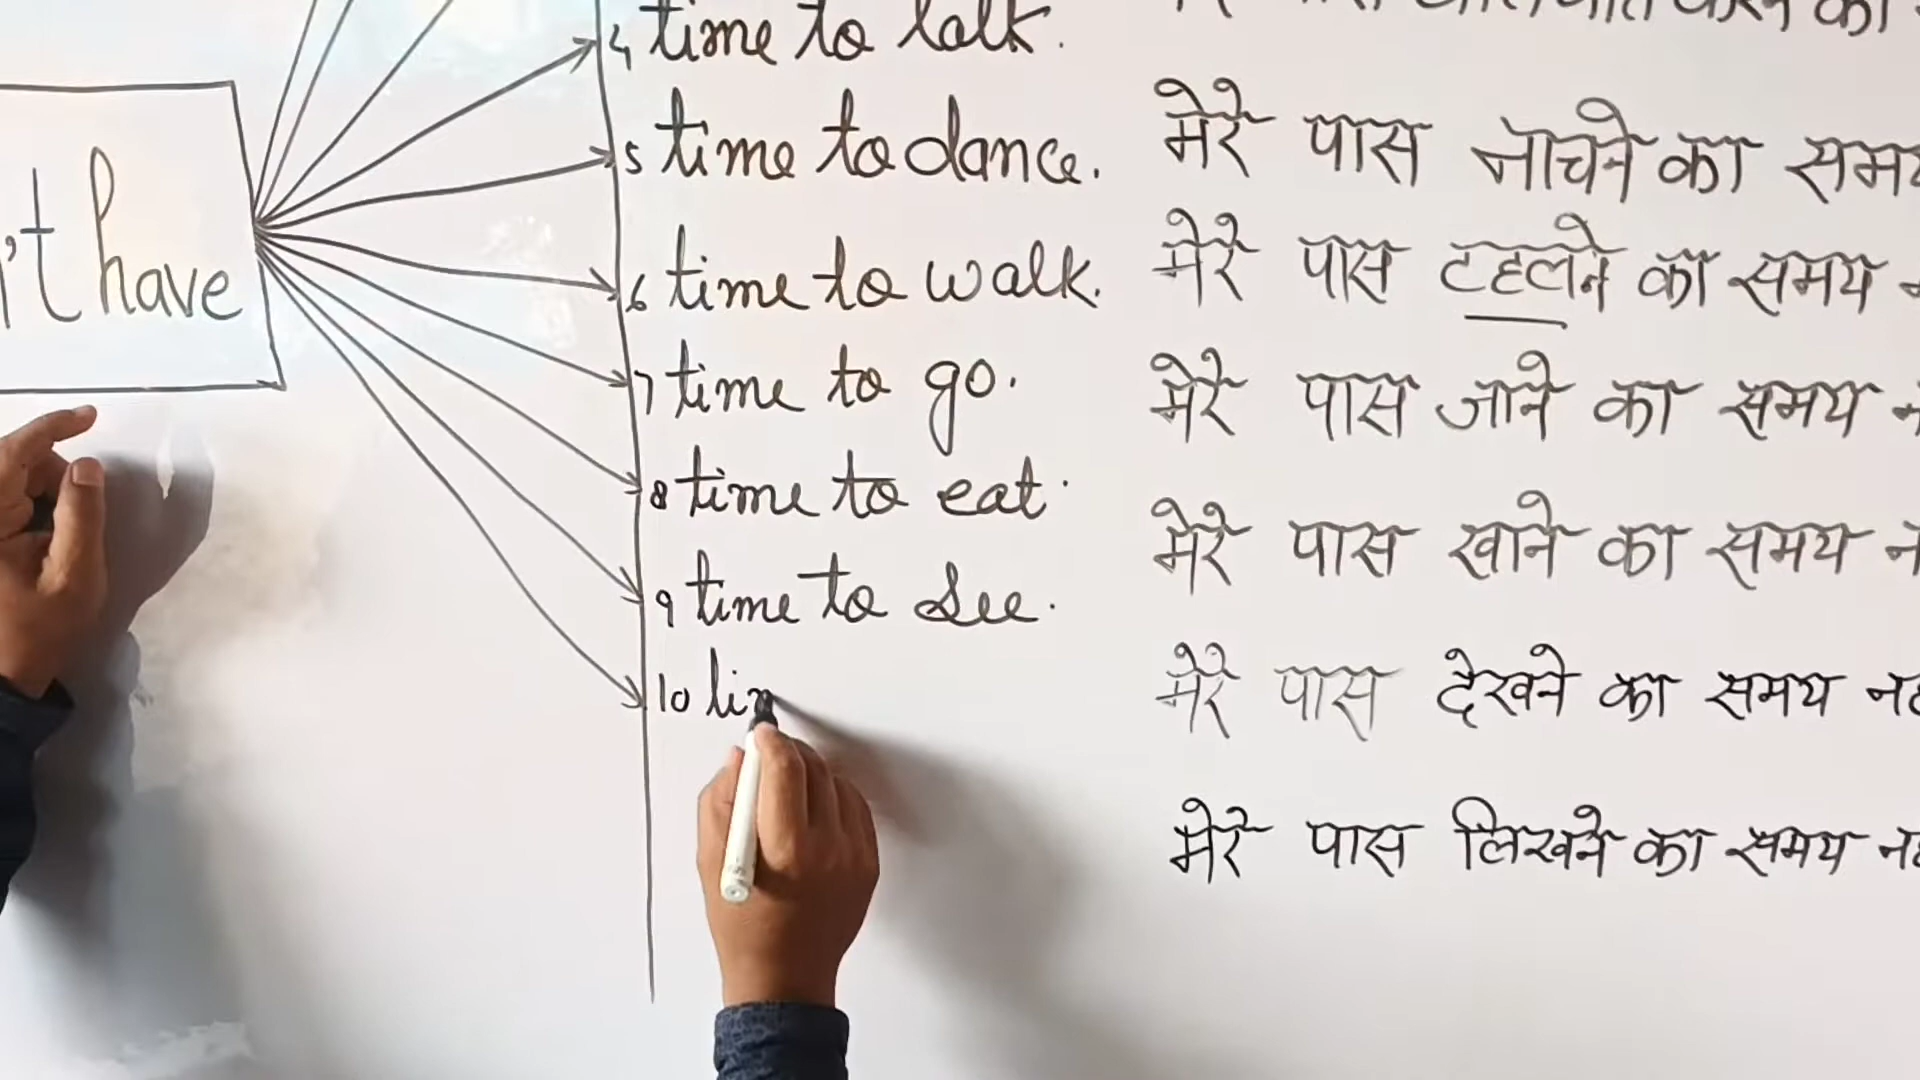 4 time to talk. का
't have
5 time to dance. मेरे पास नाचने का समय
6 time to walk. मेरे पास टहलने का समय
7 time to go. मेरे पास जाने का समय
8 time to eat. मेरे पास खाने का समय
9 time to see. मेरे पास देखने का समय
10 मेरे पास लिखने का समय